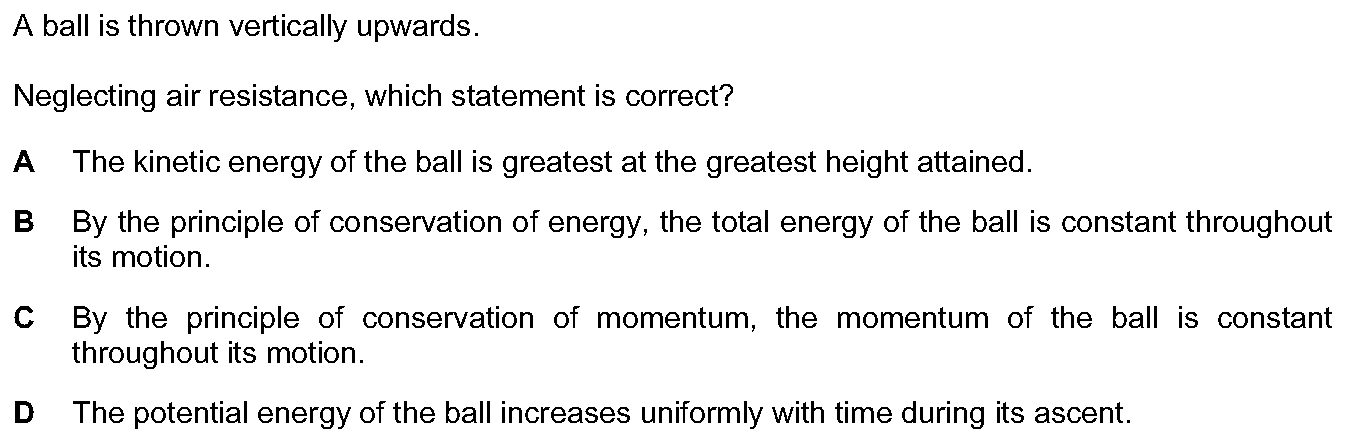 A ball is thrown vertically upwards.
Neglecting air resistance, which statement is correct?
A The kinetic energy of the ball is greatest at the greatest height attained.
B By the principle of conservation of energy, the total energy of the ball is constant throughout
its motion.
C By the principle of conservation of momentum, the momentum of the ball is constant
throughout its motion.
D The potential energy of the ball increases uniformly with time during its ascent.